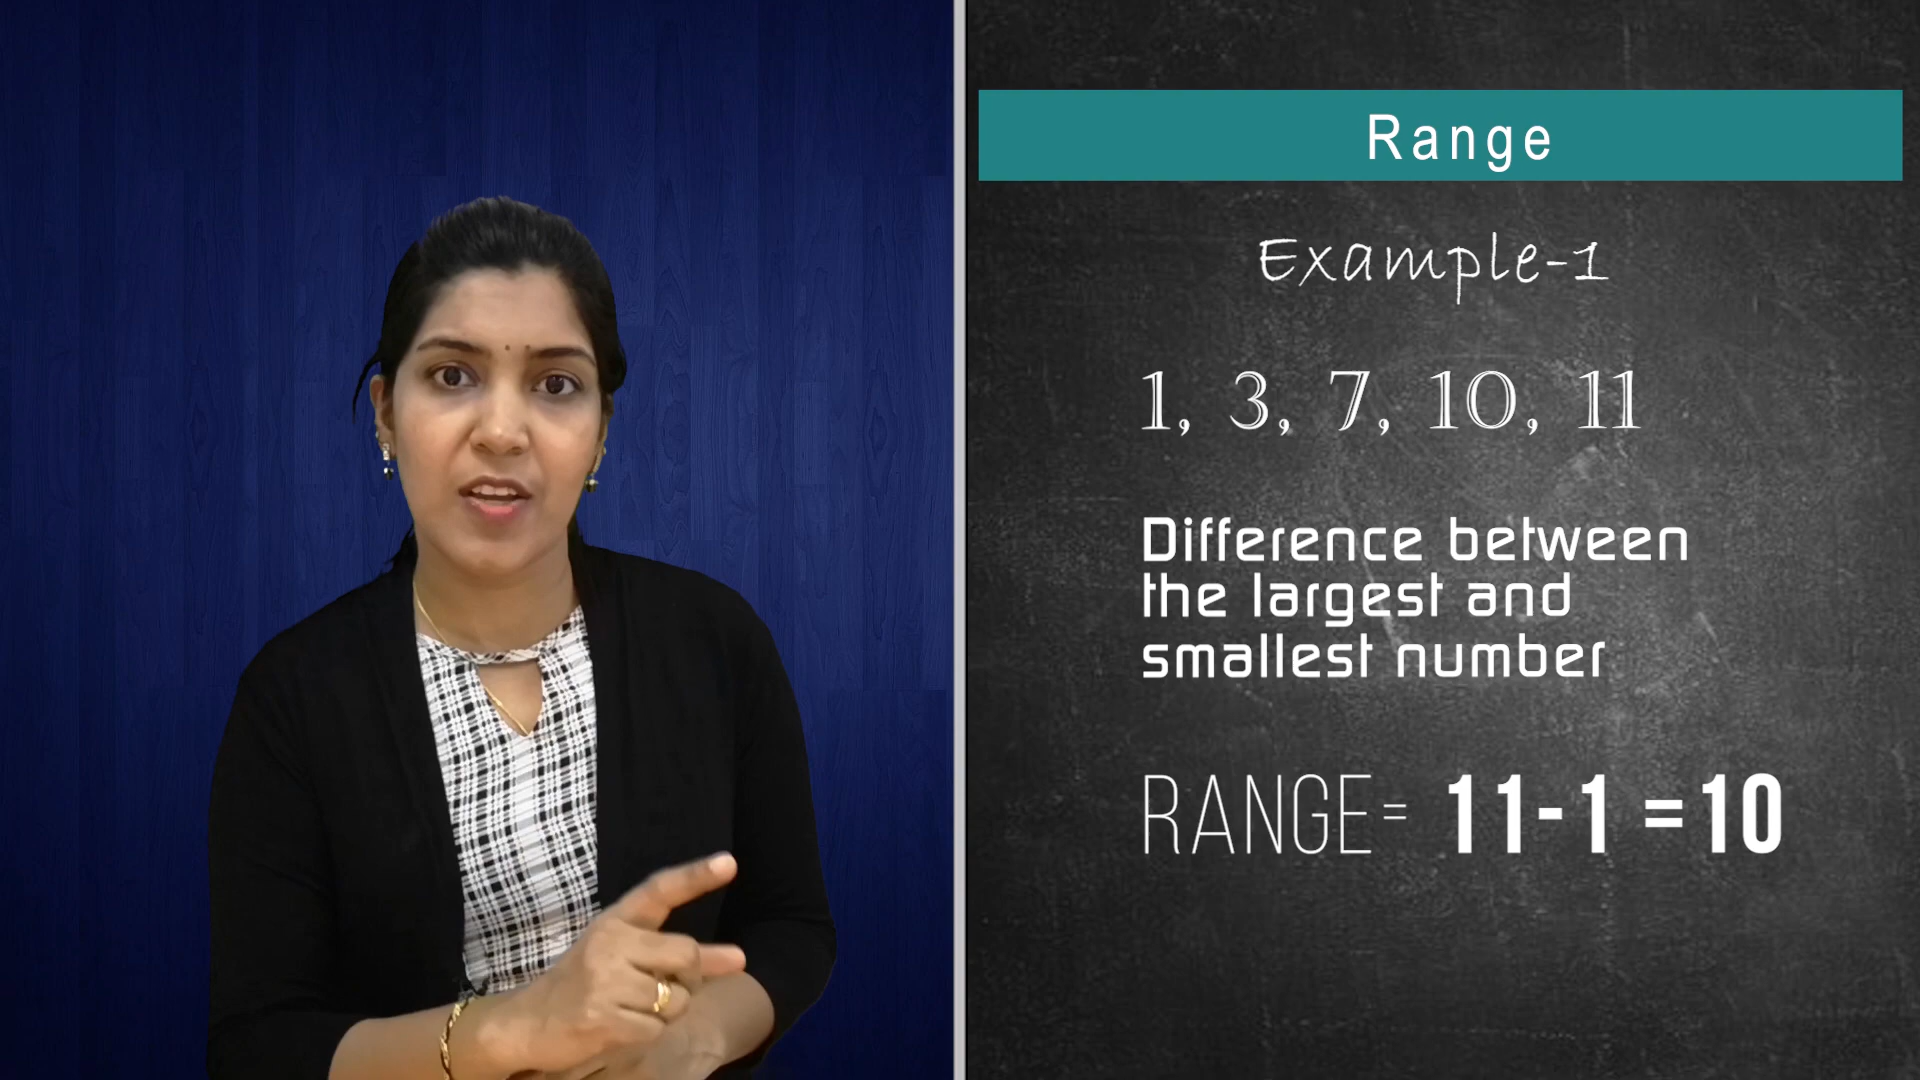 Range
Example-1
1, 3, 7, 10, 11
Difference between
the largest and
smallest number
RANGE= 11-1 =10